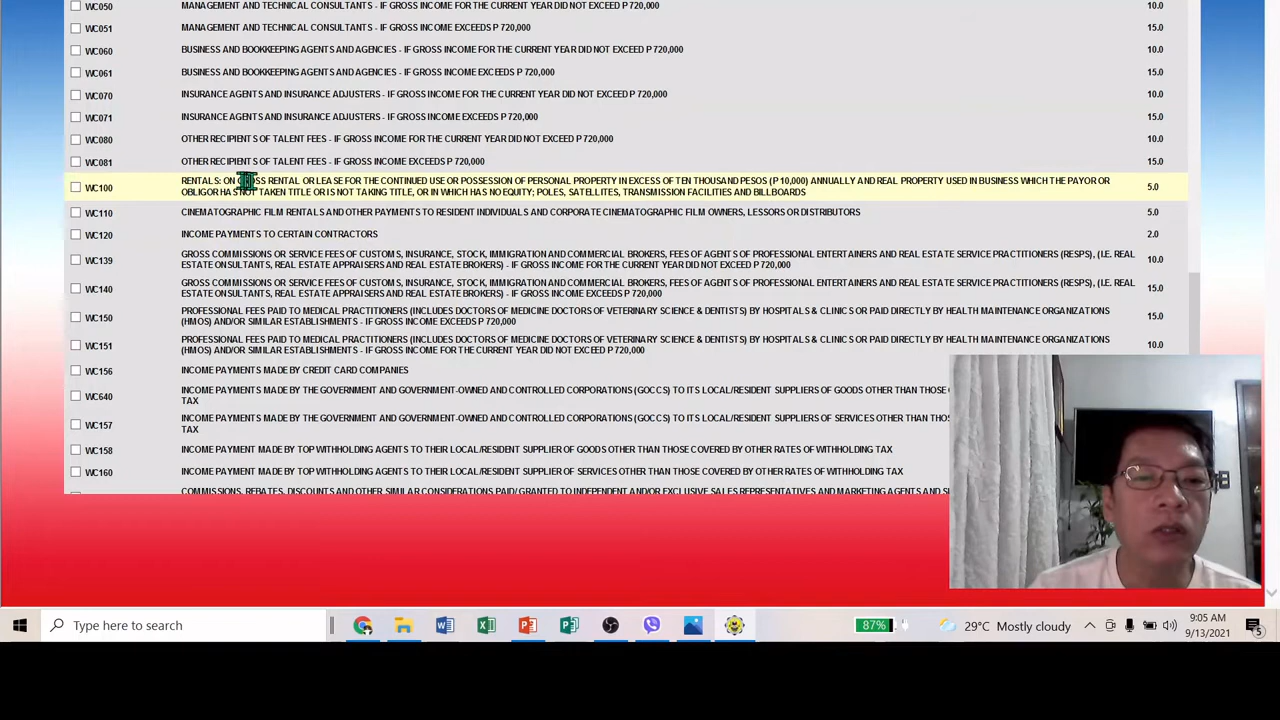 WC050 MANAGEMENT AND TECHNICAL CONSULTANTS - IF GROSS INCOME FOR THE CURRENT YEAR DID NOT EXCEED P 720,000 10.0
WC051 MANAGEMENT AND TECHNICAL CONSULTANTS - IF GROSS INCOME EXCEEDS P 720,000 15.0
WC060 BUSINESS AND BOOKKEEPING AGENTS AND AGENCIES - IF GROSS INCOME FOR THE CURRENT YEAR DID NOT EXCEED P 720,000 10.0
WC061 BUSINESS AND BOOKKEEPING AGENTS AND AGENCIES - IF GROSS INCOME EXCEEDS P 720,000 15.0
WC070 INSURANCE AGENTS AND INSURANCE ADJUSTERS - IF GROSS INCOME FOR THE CURRENT YEAR DID NOT EXCEED P 720,000 10.0
WC071 INSURANCE AGENTS AND INSURANCE ADJUSTERS - IF GROSS INCOME EXCEEDS P 720,000 15.0
WC080 OTHER RECIPIENTS OF TALENT FEES - IF GROSS INCOME FOR THE CURRENT YEAR DID NOT EXCEED P 720,000 10.0
WC081 OTHER RECIPIENTS OF TALENT FEES - IF GROSS INCOME EXCEEDS P 720,000 15.0
WC100 RENTALS: ON GROSS RENTAL OR LEASE FOR THE CONTINUED USE OR POSSESSION OF PERSONAL PROPERTY IN EXCESS OF TEN THOUSAND PESOS (P 10,000) ANNUALLY AND REAL PROPERTY USED IN BUSINESS WHICH THE PAYOR OR 5.0
OBLIGOR HAS NOT TAKEN TITLE OR IS NOT TAKING TITLE, OR IN WHICH HAS NO EQUITY; POLES, SATELLITES, TRANSMISSION FACILITIES AND BILLBOARDS
WC110 CINEMATOGRAPHIC FILM RENTALS AND OTHER PAYMENTS TO RESIDENT INDIVIDUALS AND CORPORATE CINEMATOGRAPHIC FILM OWNERS, LESSORS OR DISTRIBUTORS 5.0
WC120 INCOME PAYMENTS TO CERTAIN CONTRACTORS 2.0
WC139 GROSS COMMISSIONS OR SERVICE FEES OF CUSTOMS, INSURANCE, STOCK, IMMIGRATION AND COMMERCIAL BROKERS, FEES OF AGENTS OF PROFESSIONAL ENTERTAINERS AND REAL ESTATE SERVICE PRACTITIONERS (RESPS), (I.E. REAL 10.0
ESTATE ONSULTANTS, REAL ESTATE APPRAISERS AND REAL ESTATE BROKERS) - IF GROSS INCOME FOR THE CURRENT YEAR DID NOT EXCEED P 720,000
WC140 GROSS COMMISSIONS OR SERVICE FEES OF CUSTOMS, INSURANCE, STOCK, IMMIGRATION AND COMMERCIAL BROKERS, FEES OF AGENTS OF PROFESSIONAL ENTERTAINERS AND REAL ESTATE SERVICE PRACTITIONERS (RESPS), (I.E. REAL 15.0
ESTATE ONSULTANTS, REAL ESTATE APPRAISERS AND REAL ESTATE BROKERS) - IF GROSS INCOME EXCEEDS P 720,000
WC150 PROFESSIONAL FEES PAID TO MEDICAL PRACTITIONERS (INCLUDES DOCTORS OF MEDICINE DOCTORS OF VETERINARY SCIENCE & DENTISTS) BY HOSPITALS & CLINICS OR PAID DIRECTLY BY HEALTH MAINTENANCE ORGANIZATIONS 15.0
(HMOS) AND/OR SIMILAR ESTABLISHMENTS - IF GROSS INCOME EXCEEDS P 720,000
WC151 PROFESSIONAL FEES PAID TO MEDICAL PRACTITIONERS (INCLUDES DOCTORS OF MEDICINE DOCTORS OF VETERINARY SCIENCE & DENTISTS) BY HOSPITALS & CLINICS OR PAID DIRECTLY BY HEALTH MAINTENANCE ORGANIZATIONS 10.0
(HMOS) AND/OR SIMILAR ESTABLISHMENTS - IF GROSS INCOME FOR THE CURRENT YEAR DID NOT EXCEED P 720,000
WC156 INCOME PAYMENTS MADE BY CREDIT CARD COMPANIES
WC640 INCOME PAYMENTS MADE BY THE GOVERNMENT AND GOVERNMENT-OWNED AND CONTROLLED CORPORATIONS (GOCCS) TO ITS LOCAL/RESIDENT SUPPLIERS OF GOODS OTHER THAN
TAX
WC157 INCOME PAYMENTS MADE BY THE GOVERNMENT AND GOVERNMENT-OWNED AND CONTROLLED CORPORATIONS (GOCCS) TO ITS LOCAL/RESIDENT SUPPLIERS OF SERVICES OTHER THAN
TAX
WC158 INCOME PAYMENT MADE BY TOP WITHHOLDING AGENTS TO THEIR LOCAL/RESIDENT SUPPLIER OF GOODS OTHER THAN THOSE COVERED BY OTHER RATES OF WITHHOLDING TAX
WC160 INCOME PAYMENT MADE BY TOP WITHHOLDING AGENTS TO THEIR LOCAL/RESIDENT SUPPLIER OF SERVICES OTHER THAN THOSE COVERED BY OTHER RATES OF WITHHOLDING TAX
COMMISSIONS, REBATES, DISCOUNTS AND OTHER SIMILAR CONSIDERATIONS PAID/GRANTED TO INDEPENDENT AND/OR EXCLUSIVE SALES REPRESENTATIVES AND MARKETING AGENTS AND
Type here to search 87% 29°C Mostly cloudy 9:05 AM
9/13/2021 5